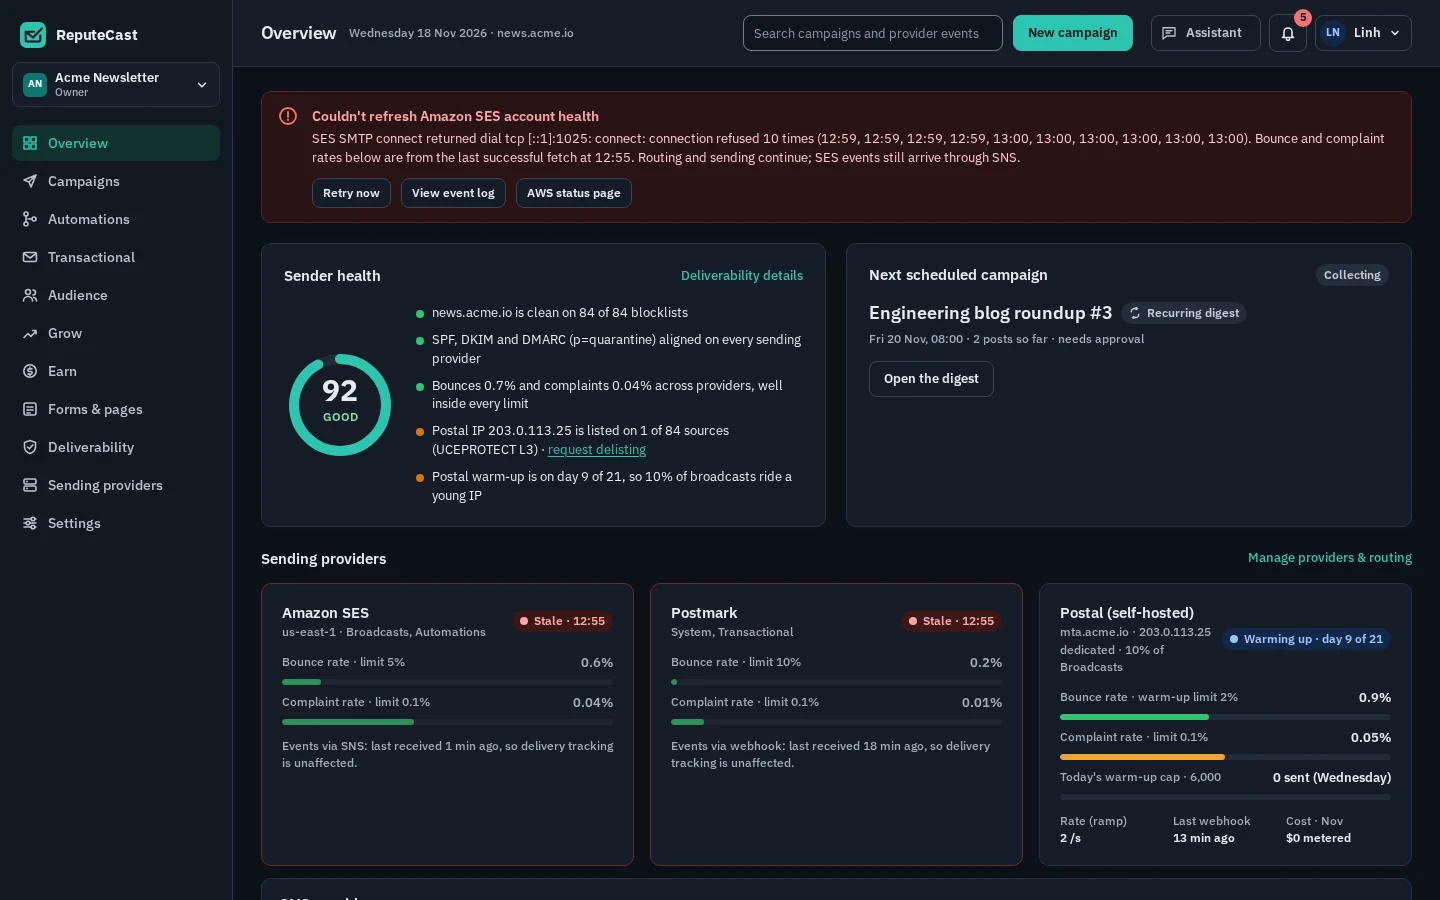 ReputeCast
AN
Acme Newsletter
Owner
Overview
Campaigns
Automations
Transactional
Audience
Grow
Earn
Forms & pages
Deliverability
Sending providers
Settings
Overview Wednesday 18 Nov 2026 · news.acme.io
Search campaigns and provider events
New campaign
Assistant
5
LN Linh
Couldn't refresh Amazon SES account health
SES SMTP connect returned dial tcp [::1]:1025: connect: connection refused 10 times (12:59, 12:59, 12:59, 12:59, 13:00, 13:00, 13:00, 13:00, 13:00, 13:00). Bounce and complaint
rates below are from the last successful fetch at 12:55. Routing and sending continue; SES events still arrive through SNS.
Retry now
View event log
AWS status page
Sender health
Deliverability details
92
GOOD
news.acme.io is clean on 84 of 84 blocklists
SPF, DKIM and DMARC (p=quarantine) aligned on every sending
provider
Bounces 0.7% and complaints 0.04% across providers, well
inside every limit
Postal IP 203.0.113.25 is listed on 1 of 84 sources
(UCEPROTECT L3) · request delisting
Postal warm-up is on day 9 of 21, so 10% of broadcasts ride a
young IP
Next scheduled campaign
Collecting
Engineering blog roundup #3
Recurring digest
Fri 20 Nov, 08:00 · 2 posts so far · needs approval
Open the digest
Sending providers
Manage providers & routing
Amazon SES
us-east-1 · Broadcasts, Automations
Stale · 12:55
Bounce rate · limit 5% 0.6%
Complaint rate · limit 0.1% 0.04%
Events via SNS: last received 1 min ago, so delivery tracking
is unaffected.
Postmark
System, Transactional
Stale · 12:55
Bounce rate · limit 10% 0.2%
Complaint rate · limit 0.1% 0.01%
Events via webhook: last received 18 min ago, so delivery
tracking is unaffected.
Postal (self-hosted)
mta.acme.io · 203.0.113.25
dedicated · 10% of
Broadcasts
Warming up · day 9 of 21
Bounce rate · warm-up limit 2% 0.9%
Complaint rate · limit 0.1% 0.05%
Today's warm-up cap · 6,000 0 sent (Wednesday)
Rate (ramp) Last webhook Cost · Nov
2 /s 13 min ago $0 metered